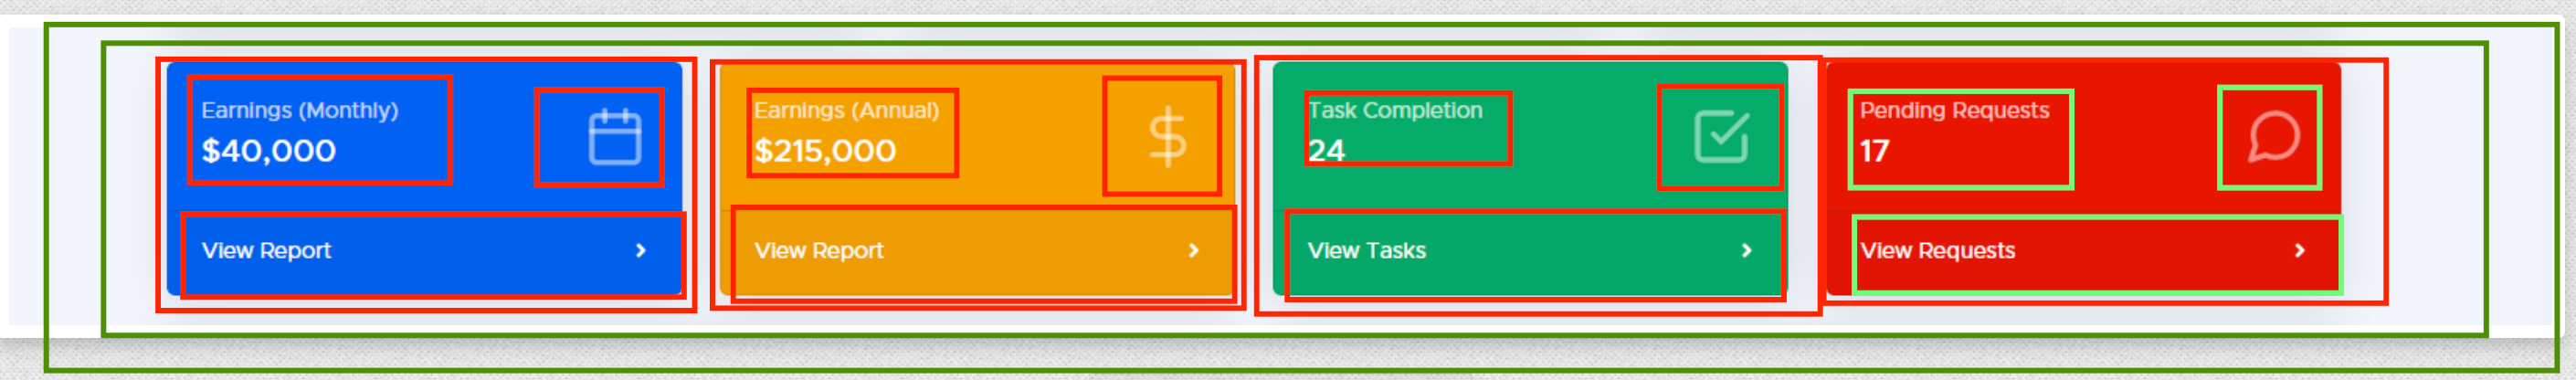 Earnings (Monthly)
$40,000
View Report
Earnings (Annual)
$215,000
View Report
Task Completion
24
View Tasks
Pending Requests
17
View Requests